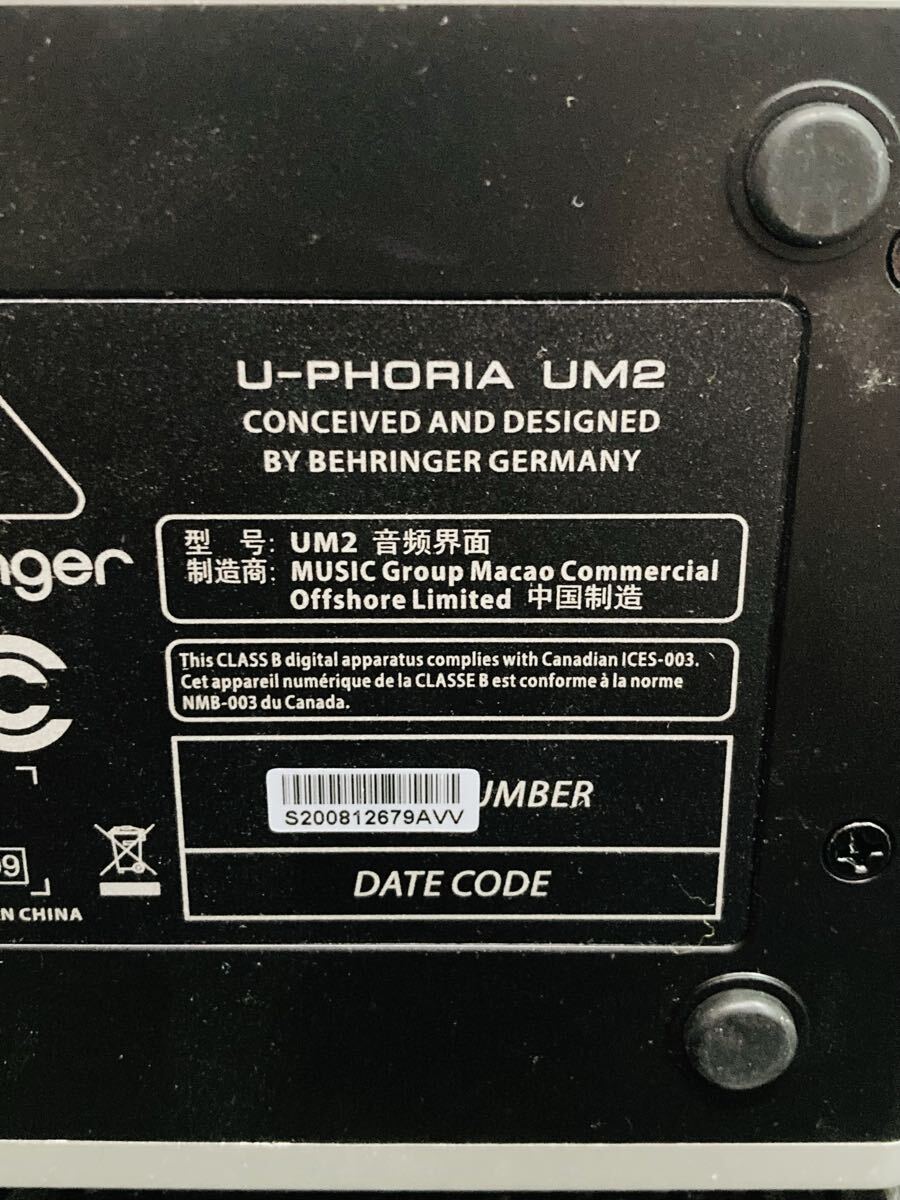 U-PHORIA UM2
CONCEIVED AND DESIGNED
BY BEHRINGER GERMANY
nger
型 号: UM2 音频界面
制造商: MUSIC Group Macao Commercial
Offshore Limited 中国制造
This CLASS B digital apparatus complies with Canadian ICES-003.
Cet appareil numérique de la CLASSE B est conforme à la norme
NMB-003 du Canada.
UMBER
S200812679AVV
DATE CODE
9
N CHINA